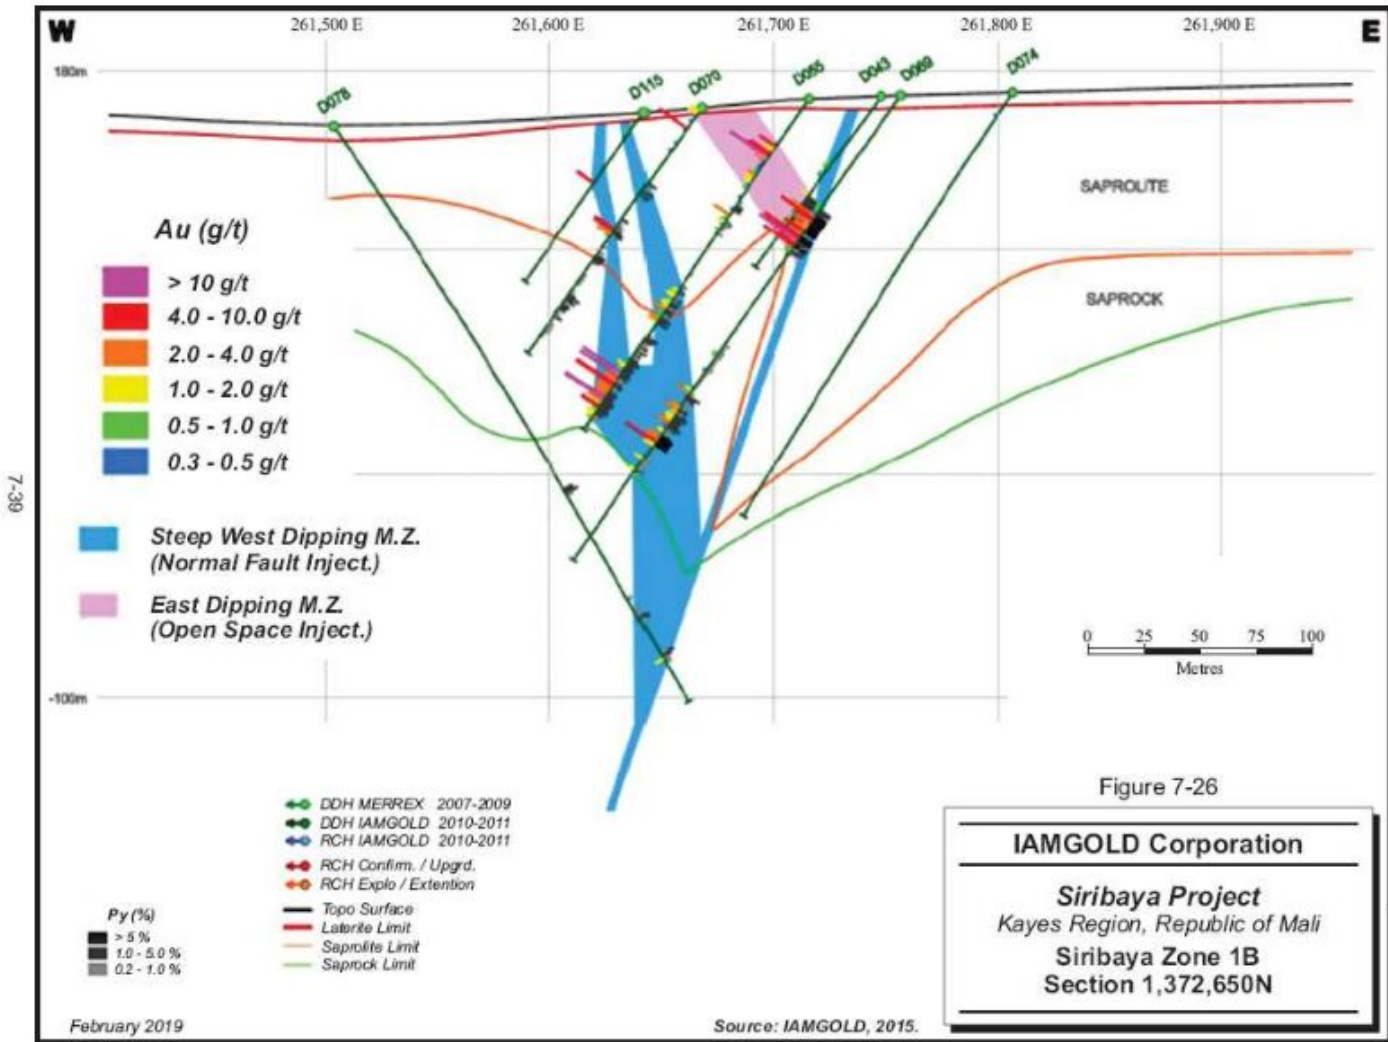 W
261,500 E
261,600 E
261,700 E
261,800 E
261,900 E
E
180m
D078
D115
D070
D055
D043
D069
D074
SAPROLITE
SAPROCK
Au (g/t)
> 10 g/t
4.0 - 10.0 g/t
2.0 - 4.0 g/t
1.0 - 2.0 g/t
0.5 - 1.0 g/t
0.3 - 0.5 g/t
7-39
Steep West Dipping M.Z.
(Normal Fault Inject.)
East Dipping M.Z.
(Open Space Inject.)
0 25 50 75 100
Metres
-100m
DDH MERREX 2007-2009
DDH IAMGOLD 2010-2011
RCH IAMGOLD 2010-2011
RCH Confirm. / Upgrd.
RCH Explo / Extention
Topo Surface
Laterite Limit
Saprolite Limit
Saprock Limit
Py (%)
> 5 %
1.0 - 5.0 %
0.2 - 1.0 %
Figure 7-26
IAMGOLD Corporation
Siribaya Project
Kayes Region, Republic of Mali
Siribaya Zone 1B
Section 1,372,650N
February 2019
Source: IAMGOLD, 2015.